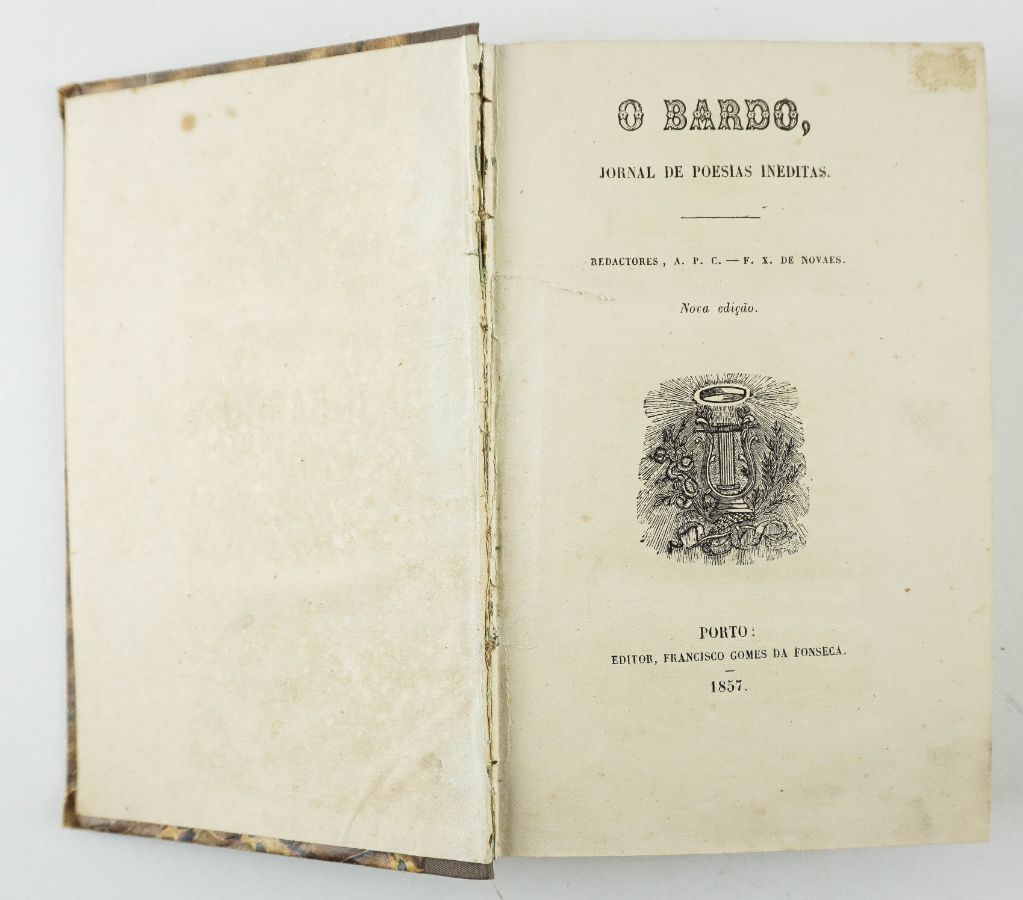 O BARDO,
JORNAL DE POESIAS INEDITAS.
REDACTORES, A. P. C. — F. X. DE NOVAES.
Nova edição.
PORTO:
EDITOR, FRANCISCO GOMES DA FONSECA.
1857.